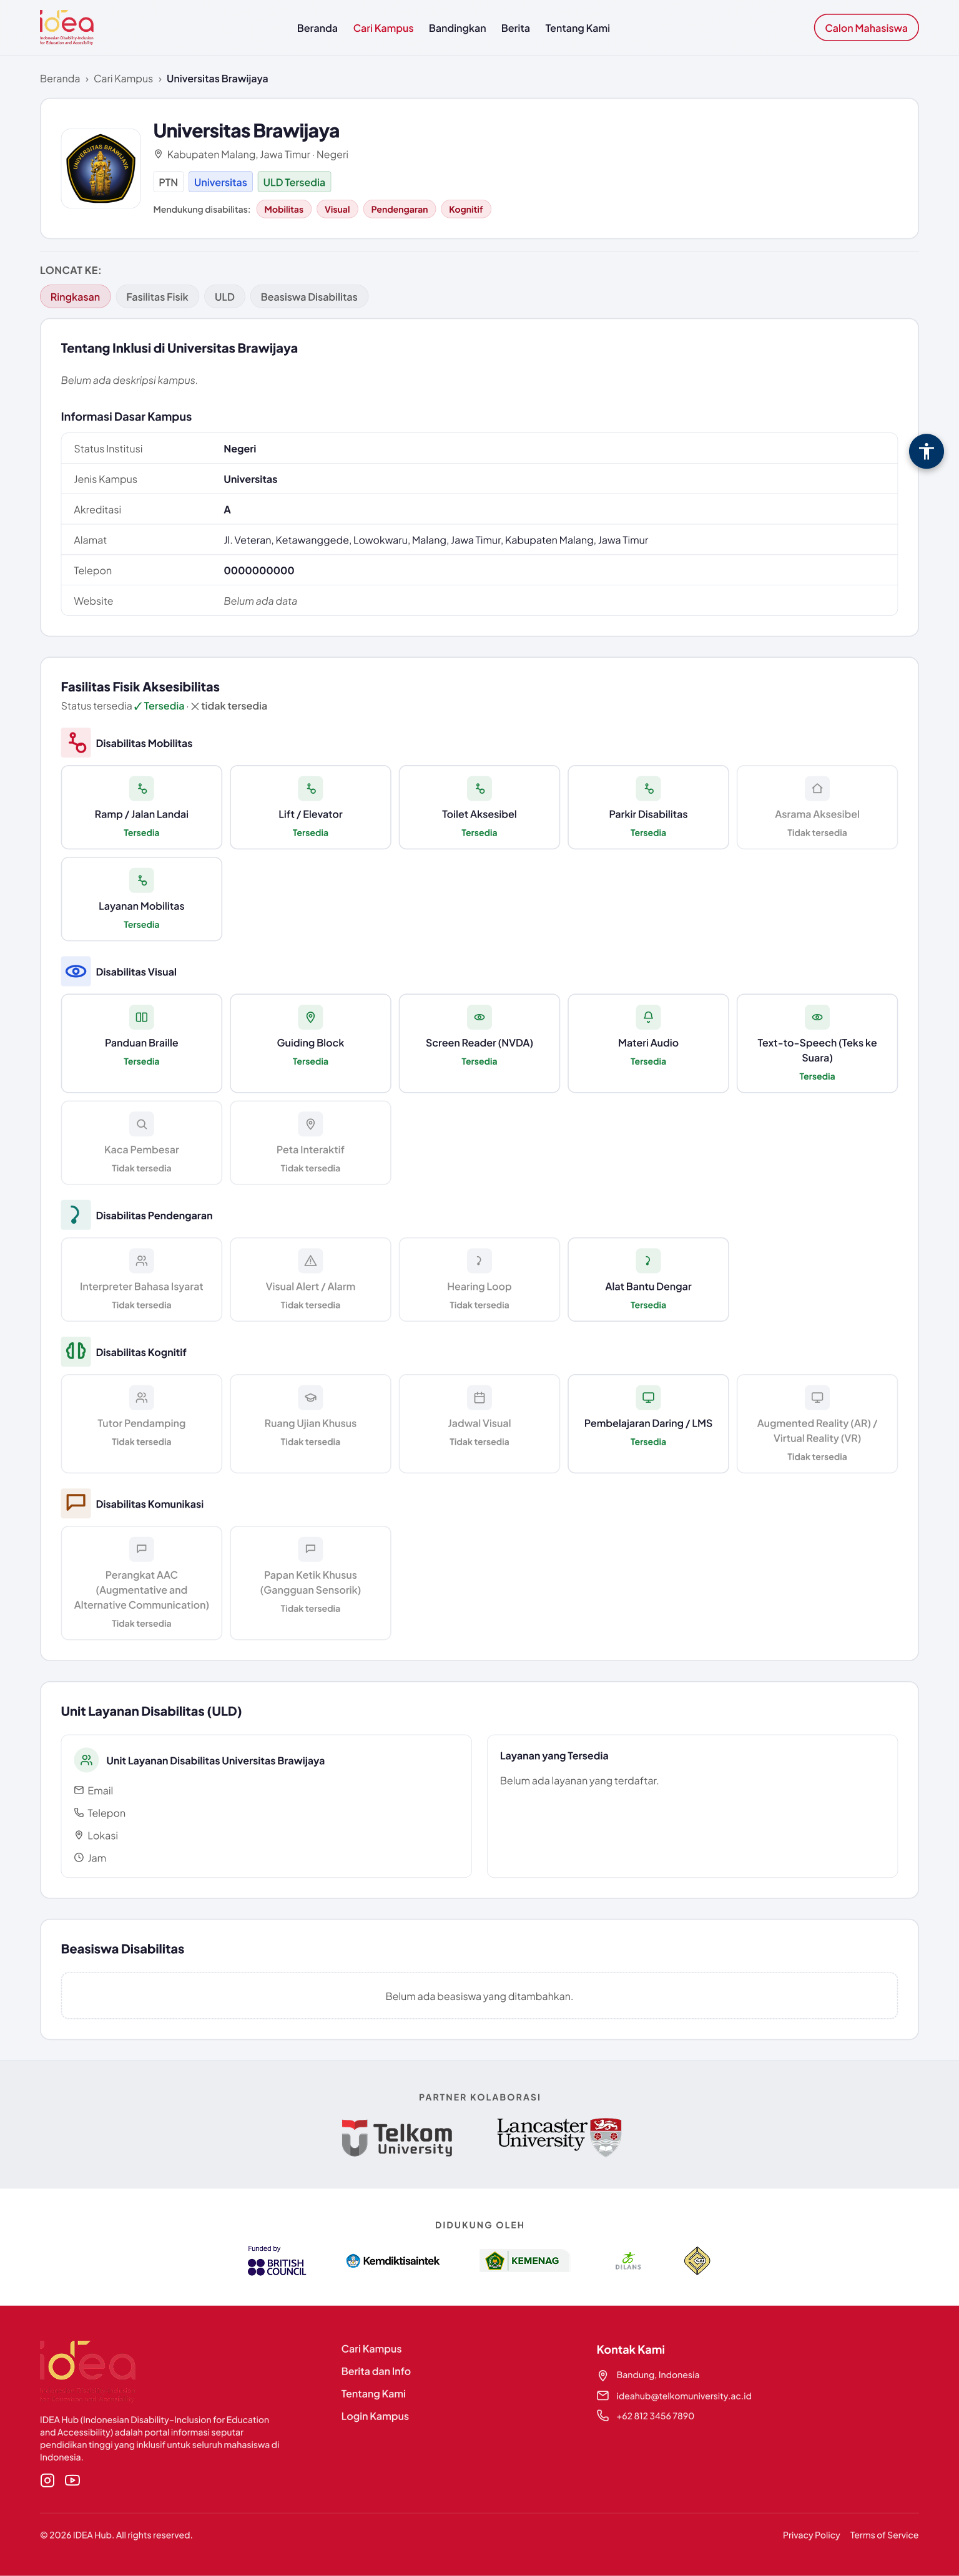 idea
Indonesian Disability-Inclusion
for Education and Accessibility
Beranda
Cari Kampus
Bandingkan
Berita
Tentang Kami
Calon Mahasiswa
Beranda › Cari Kampus › Universitas Brawijaya
UNIVERSITAS BRAWIJAYA
Universitas Brawijaya
Kabupaten Malang, Jawa Timur · Negeri
PTN
Universitas
ULD Tersedia
Mendukung disabilitas:
Mobilitas
Visual
Pendengaran
Kognitif
LONCAT KE:
Ringkasan
Fasilitas Fisik
ULD
Beasiswa Disabilitas
Tentang Inklusi di Universitas Brawijaya
Belum ada deskripsi kampus.
Informasi Dasar Kampus
Status Institusi Negeri
Jenis Kampus Universitas
Akreditasi A
Alamat Jl. Veteran, Ketawanggede, Lowokwaru, Malang, Jawa Timur, Kabupaten Malang, Jawa Timur
Telepon 0000000000
Website Belum ada data
Fasilitas Fisik Aksesibilitas
Status tersedia ✓ Tersedia · ✕ tidak tersedia
Disabilitas Mobilitas
Ramp / Jalan Landai
Tersedia
Lift / Elevator
Tersedia
Toilet Aksesibel
Tersedia
Parkir Disabilitas
Tersedia
Asrama Aksesibel
Tidak tersedia
Layanan Mobilitas
Tersedia
Disabilitas Visual
Panduan Braille
Tersedia
Guiding Block
Tersedia
Screen Reader (NVDA)
Tersedia
Materi Audio
Tersedia
Text-to-Speech (Teks ke
Suara)
Tersedia
Kaca Pembesar
Tidak tersedia
Peta Interaktif
Tidak tersedia
Disabilitas Pendengaran
Interpreter Bahasa Isyarat
Tidak tersedia
Visual Alert / Alarm
Tidak tersedia
Hearing Loop
Tidak tersedia
Alat Bantu Dengar
Tersedia
Disabilitas Kognitif
Tutor Pendamping
Tidak tersedia
Ruang Ujian Khusus
Tidak tersedia
Jadwal Visual
Tidak tersedia
Pembelajaran Daring / LMS
Tersedia
Augmented Reality (AR) /
Virtual Reality (VR)
Tidak tersedia
Disabilitas Komunikasi
Perangkat AAC
(Augmentative and
Alternative Communication)
Tidak tersedia
Papan Ketik Khusus
(Gangguan Sensorik)
Tidak tersedia
Unit Layanan Disabilitas (ULD)
Unit Layanan Disabilitas Universitas Brawijaya
Email
Telepon
Lokasi
Jam
Layanan yang Tersedia
Belum ada layanan yang terdaftar.
Beasiswa Disabilitas
Belum ada beasiswa yang ditambahkan.
PARTNER KOLABORASI
Telkom
University
Lancaster
University
DIDUKUNG OLEH
Funded by
BRITISH
COUNCIL
Kemdiktisaintek
KEMENAG
DILANS
idea
IDEA Hub (Indonesian Disability-Inclusion for Education
and Accessibility) adalah portal informasi seputar
pendidikan tinggi yang inklusif untuk seluruh mahasiswa di
Indonesia.
Cari Kampus
Berita dan Info
Tentang Kami
Login Kampus
Kontak Kami
Bandung, Indonesia
ideahub@telkomuniversity.ac.id
+62 812 3456 7890
© 2026 IDEA Hub. All rights reserved.
Privacy Policy
Terms of Service